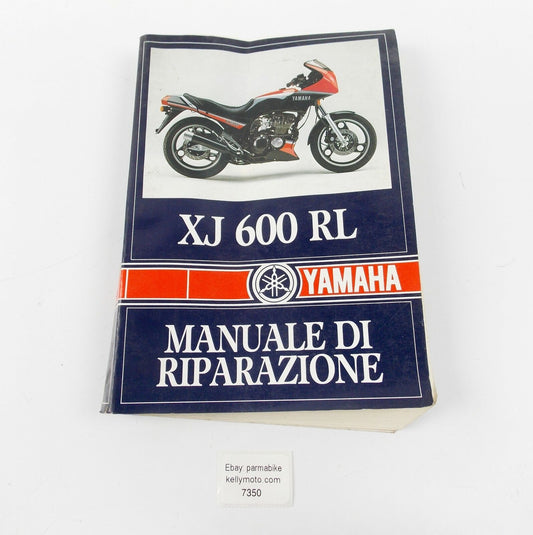 YAMAHA
XJ 600 RL
YAMAHA
MANUALE DI
RIPARAZIONE
Ebay: parmabike
kellymoto.com
7350